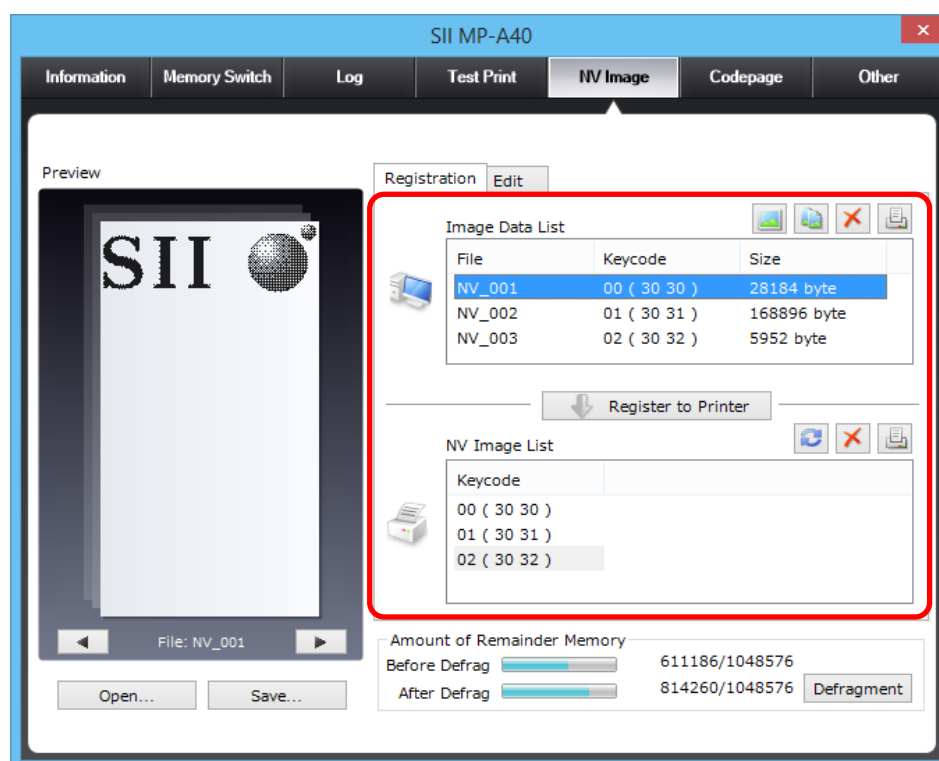 SII MP-A40
Information Memory Switch Log Test Print NV Image Codepage Other
Preview
Registration Edit
SII
Image Data List
File Keycode Size
NV_001 00 ( 30 30 ) 28184 byte
NV_002 01 ( 30 31 ) 168896 byte
NV_003 02 ( 30 32 ) 5952 byte
Register to Printer
NV Image List
Keycode
00 ( 30 30 )
01 ( 30 31 )
02 ( 30 32 )
File: NV_001
Open... Save...
Amount of Remainder Memory
Before Defrag 611186/1048576
After Defrag 814260/1048576 Defragment